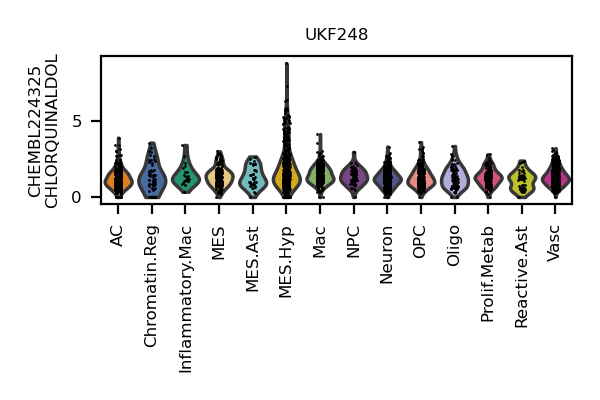 UKF248
CHEMBL224325
CHLORQUINALDOL
5
0
AC
Chromatin.Reg
Inflammatory.Mac
MES
MES.Ast
MES.Hyp
Mac
NPC
Neuron
OPC
Oligo
Prolif.Metab
Reactive.Ast
Vasc